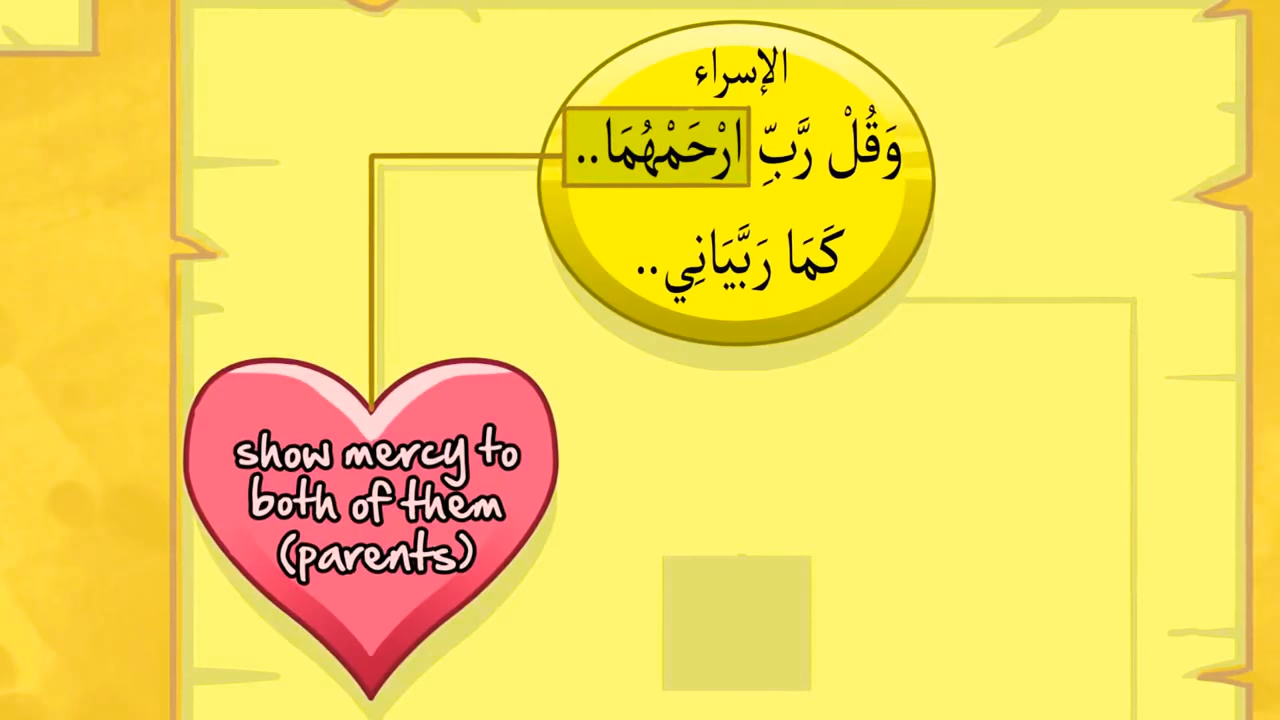 الإسراء
وَقُلْ رَّبِّ ارْحَمْهُمَا..
كَمَا رَبَّيَانِي..
show mercy to
both of them
(parents)